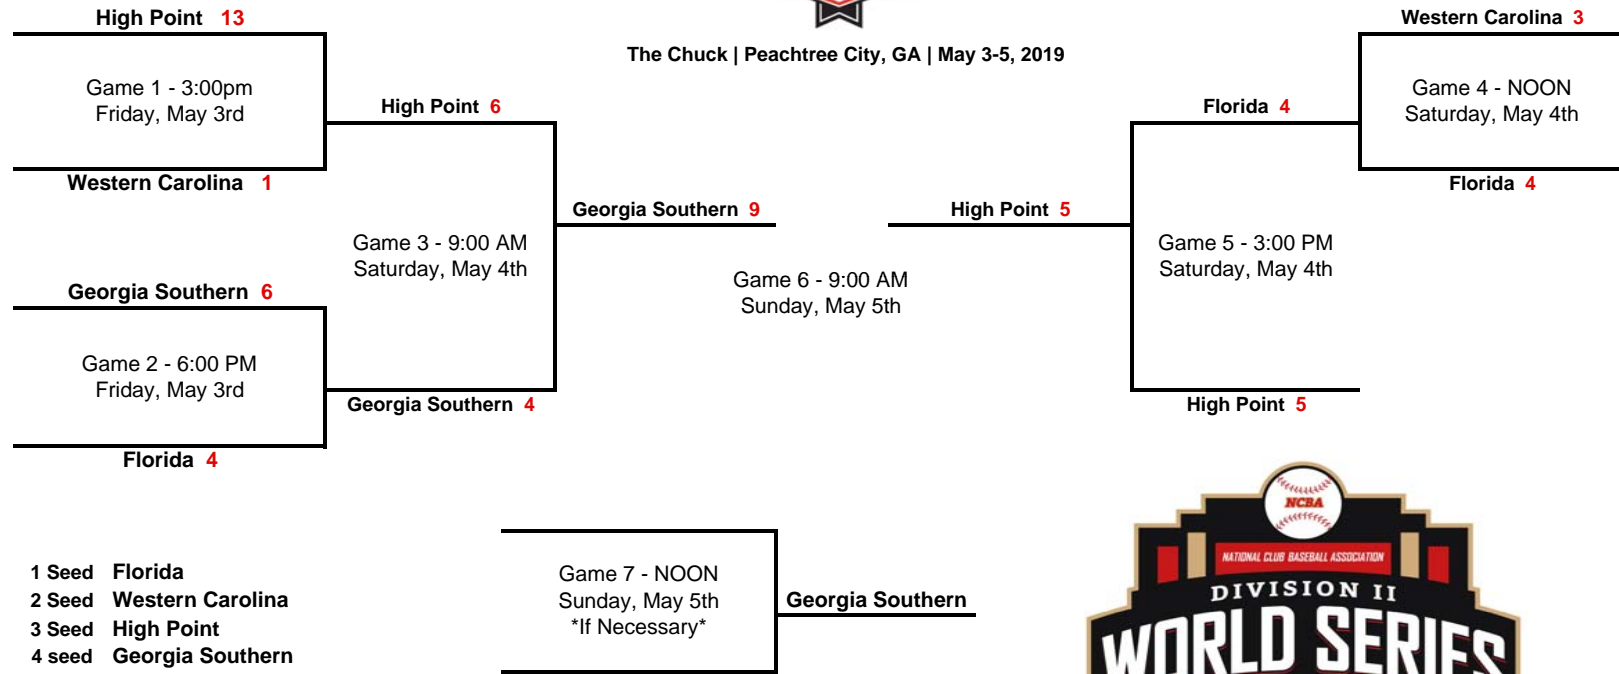 High Point 13
Western Carolina 3
The Chuck | Peachtree City, GA | May 3-5, 2019
Game 1 - 3:00pm
Friday, May 3rd
Game 4 - NOON
Saturday, May 4th
High Point 6
Florida 4
Western Carolina 1
Florida 4
Georgia Southern 9
High Point 5
Game 3 - 9:00 AM
Saturday, May 4th
Game 5 - 3:00 PM
Saturday, May 4th
Game 6 - 9:00 AM
Sunday, May 5th
Georgia Southern 6
Game 2 - 6:00 PM
Friday, May 3rd
Georgia Southern 4
High Point 5
Florida 4
NCBA
NATIONAL CLUB BASEBALL ASSOCIATION
DIVISION II
WORLD SERIES
1 Seed Florida
2 Seed Western Carolina
3 Seed High Point
4 seed Georgia Southern
Game 7 - NOON
Sunday, May 5th
*If Necessary*
Georgia Southern